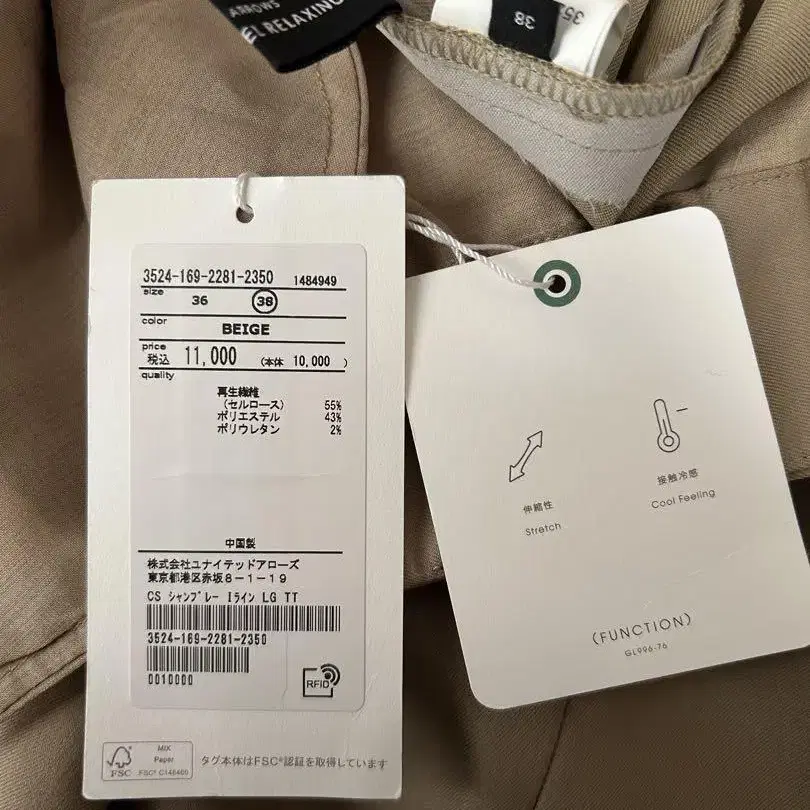 ARROWS
EL RELAXING
38
3524-169-2281-2350 1484949
size 36 38
color
BEIGE
price
税込 11,000 (本体 10,000 )
quality
再生繊維
(セルロース) 55%
ポリエステル 43%
ポリウレタン 2%
中国製
株式会社ユナイテッドアローズ
東京都港区赤坂8-1-19
CS シャンブレー Iライン LG TT
3524-169-2281-2350
0010000
RFID
FSC
MIX
Paper
FSC® C148400
タグ本体はFSC®認証を取得しています
伸縮性
Stretch
接触冷感
Cool Feeling
(FUNCTION)
GL996-76